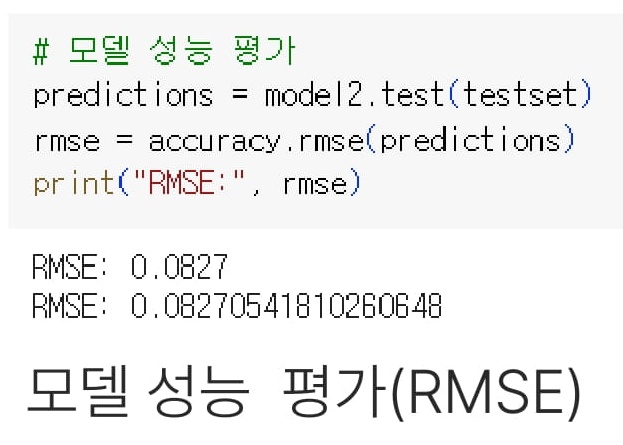 # 모델 성능 평가
predictions = model2.test(testset)
rmse = accuracy.rmse(predictions)
print("RMSE:", rmse)
RMSE: 0.0827
RMSE: 0.08270541810260648
모델 성능 평가(RMSE)